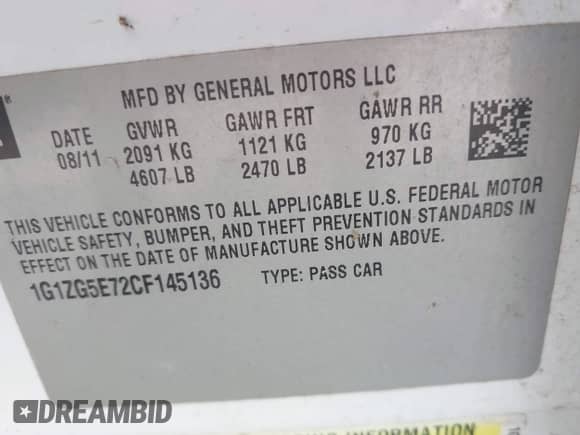 ®
MFD BY GENERAL MOTORS LLC
DATE GVWR GAWR FRT GAWR RR
08/11 2091 KG 1121 KG 970 KG
4607 LB 2470 LB 2137 LB
THIS VEHICLE CONFORMS TO ALL APPLICABLE U.S. FEDERAL MOTOR
VEHICLE SAFETY, BUMPER, AND THEFT PREVENTION STANDARDS IN
EFFECT ON THE DATE OF MANUFACTURE SHOWN ABOVE.
1G1ZG5E72CF145136 TYPE: PASS CAR
DREAMBID
INFORMATION